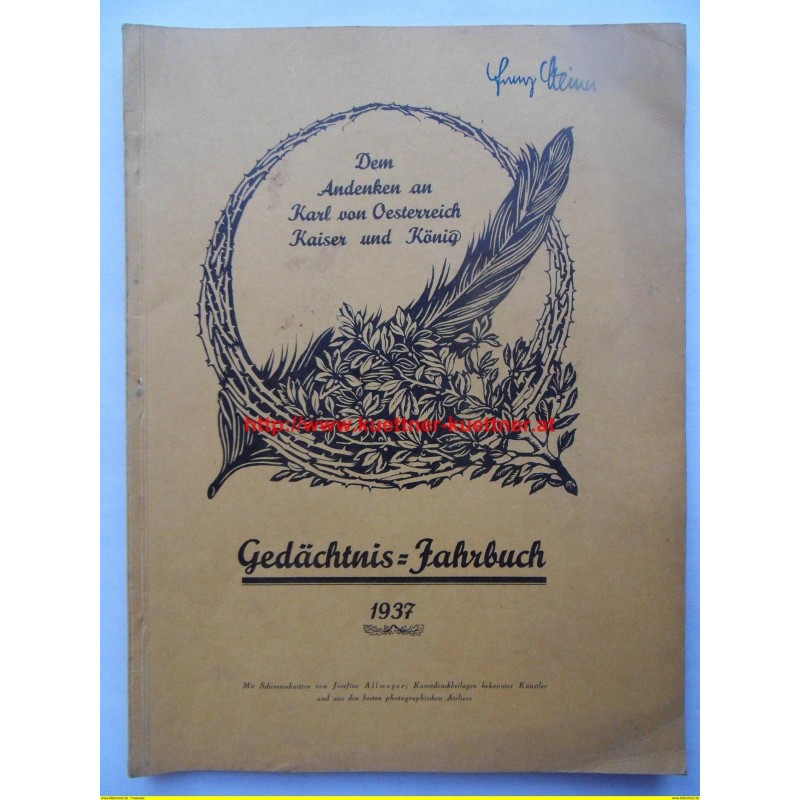 Franz Steiner
Dem
Andenken an
Karl von Oesterreich
Kaiser und König
http://www.kuettner-kuettner.at
Gedächtnis=Jahrbuch
1937
Mit Scherenschnitten von Josefine Allmayer, Kunstdruckbeilagen bekannter Künstler
und aus den besten photographischen Ateliers